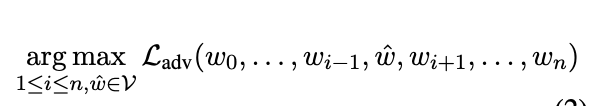 arg max L_adv(w_0, . . . , w_{i−1}, ŵ, w_{i+1}, . . . , w_n)
1≤i≤n,ŵ∈V